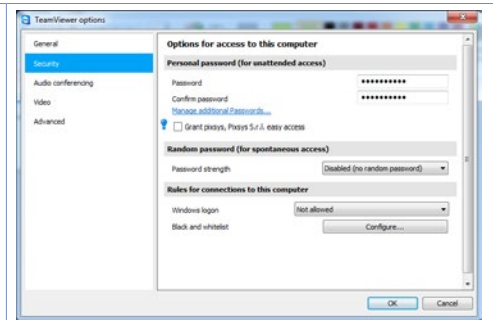 TeamViewer options
General
Security
Audio conferencing
Video
Advanced
Options for access to this computer
Personal password (for unattended access)
Password
••••••••••
Confirm password
••••••••••
Manage additional Passwords...
Grant pixsys, Pixsys S.r.l. easy access
Random password (for spontaneous access)
Password strength
Disabled (no random password)
Rules for connections to this computer
Windows logon
Not allowed
Black and whitelist
Configure...
OK
Cancel